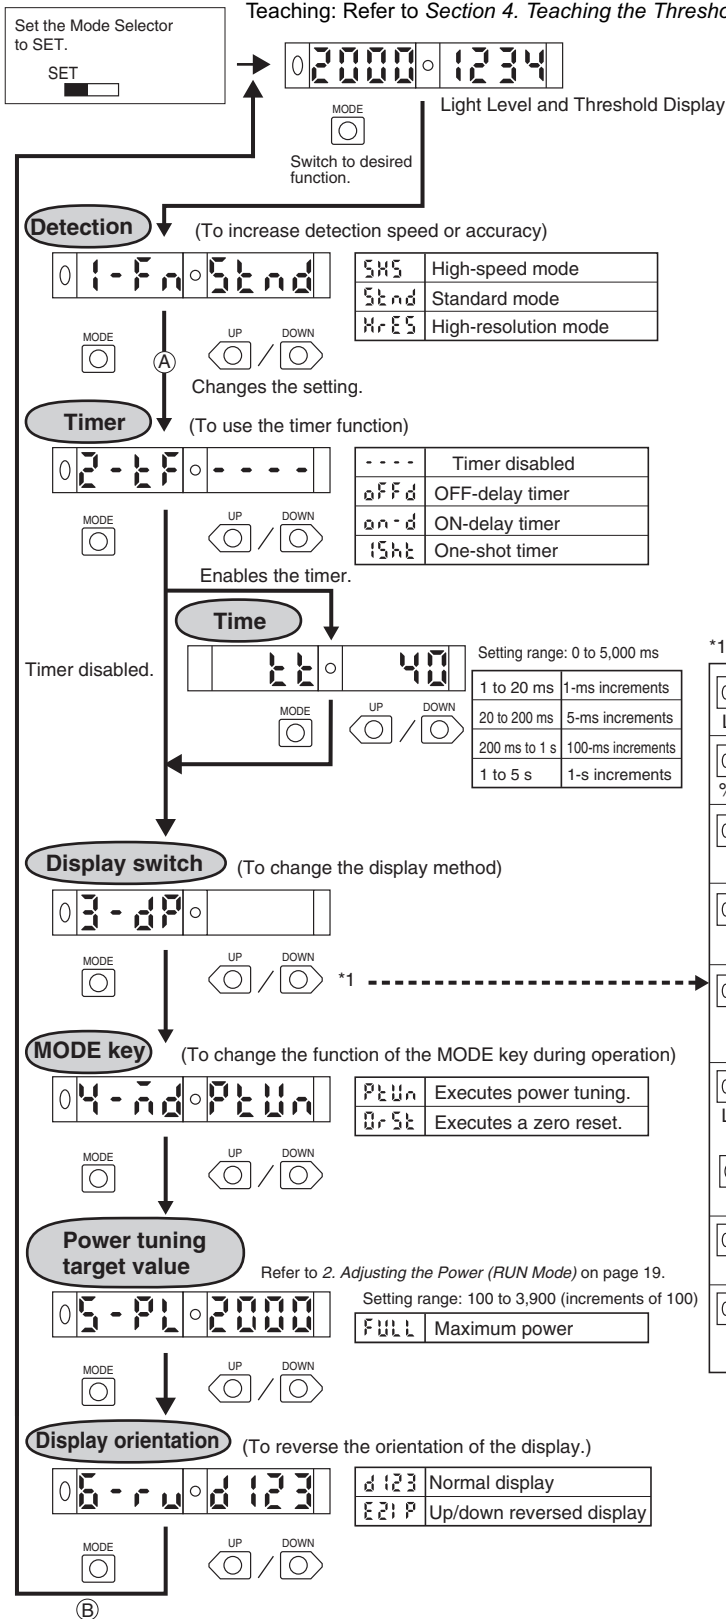 Teaching: Refer to Section 4. Teaching the Thresho
Set the Mode Selector
to SET.
SET
2000 1234
Light Level and Threshold Display
MODE
Switch to desired
function.
Detection
(To increase detection speed or accuracy)
1-Fn Stnd
SHS High-speed mode
Stnd Standard mode
HrES High-resolution mode
MODE
A
UP / DOWN
Changes the setting.
Timer
(To use the timer function)
2-tF ----
---- Timer disabled
oFFd OFF-delay timer
on-d ON-delay timer
1Sht One-shot timer
MODE
UP / DOWN
Enables the timer.
Time
Timer disabled.
tt 40
Setting range: 0 to 5,000 ms
1 to 20 ms 1-ms increments
20 to 200 ms 5-ms increments
200 ms to 1 s 100-ms increments
1 to 5 s 1-s increments
MODE
UP / DOWN
*1
Display switch
(To change the display method)
3-dP
MODE
UP / DOWN *1
MODE key
(To change the function of the MODE key during operation)
4-md PtUn
PtUn Executes power tuning.
0rSt Executes a zero reset.
MODE
UP / DOWN
Power tuning
target value
Refer to 2. Adjusting the Power (RUN Mode) on page 19.
Setting range: 100 to 3,900 (increments of 100)
5-PL 2000
FULL Maximum power
MODE
UP / DOWN
Display orientation
(To reverse the orientation of the display.)
6-ru d123
d123 Normal display
E21P Up/down reversed display
MODE
UP / DOWN
B